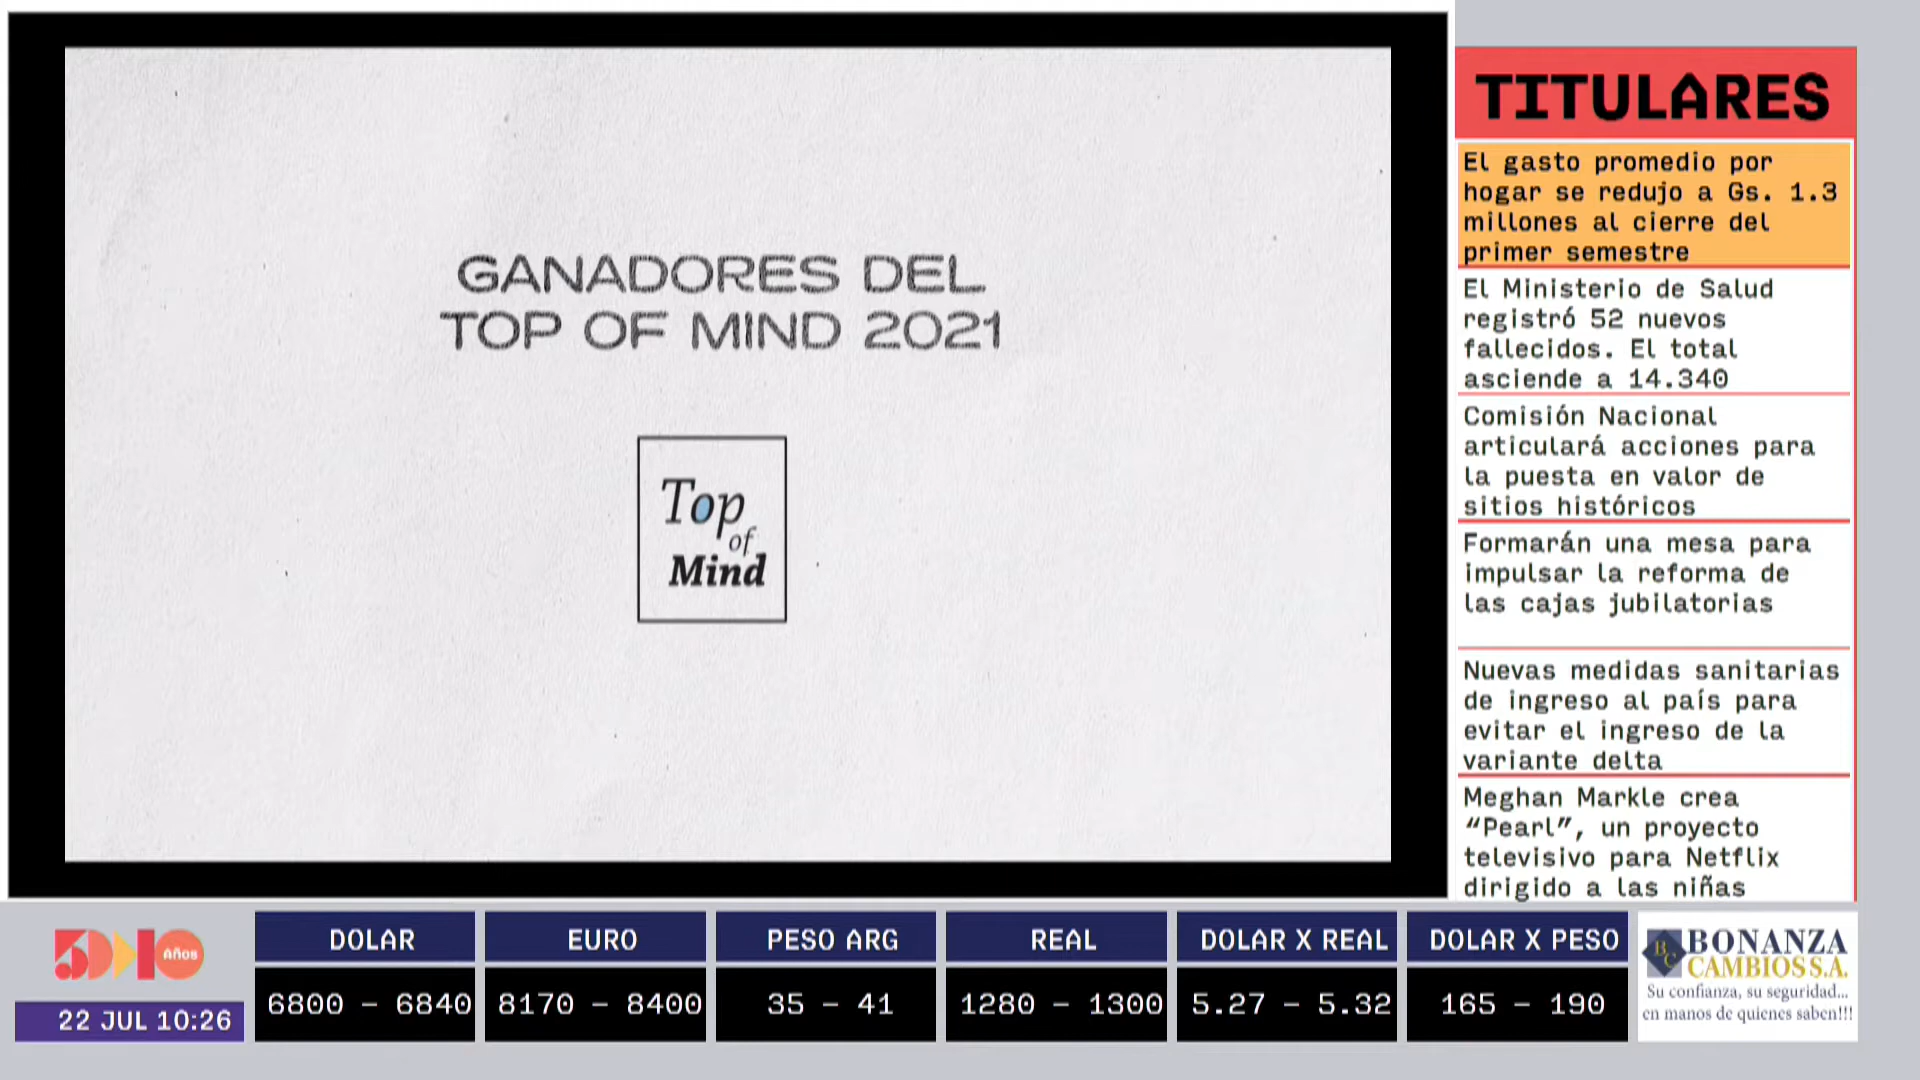 GANADORES DEL
TOP OF MIND 2021
Top
of
Mind
TITULARES
El gasto promedio por
hogar se redujo a Gs. 1.3
millones al cierre del
primer semestre
El Ministerio de Salud
registró 52 nuevos
fallecidos. El total
asciende a 14.340
Comisión Nacional
articulará acciones para
la puesta en valor de
sitios históricos
Formarán una mesa para
impulsar la reforma de
las cajas jubilatorias
Nuevas medidas sanitarias
de ingreso al país para
evitar el ingreso de la
variante delta
Meghan Markle crea
“Pearl”, un proyecto
televisivo para Netflix
dirigido a las niñas
Años
22 JUL 10:26
DOLAR
6800 - 6840
EURO
8170 - 8400
PESO ARG
35 - 41
REAL
1280 - 1300
DOLAR X REAL
5.27 - 5.32
DOLAR X PESO
165 - 190
BC
BONANZA
CAMBIOS S.A.
Su confianza, su seguridad...
en manos de quienes saben!!!